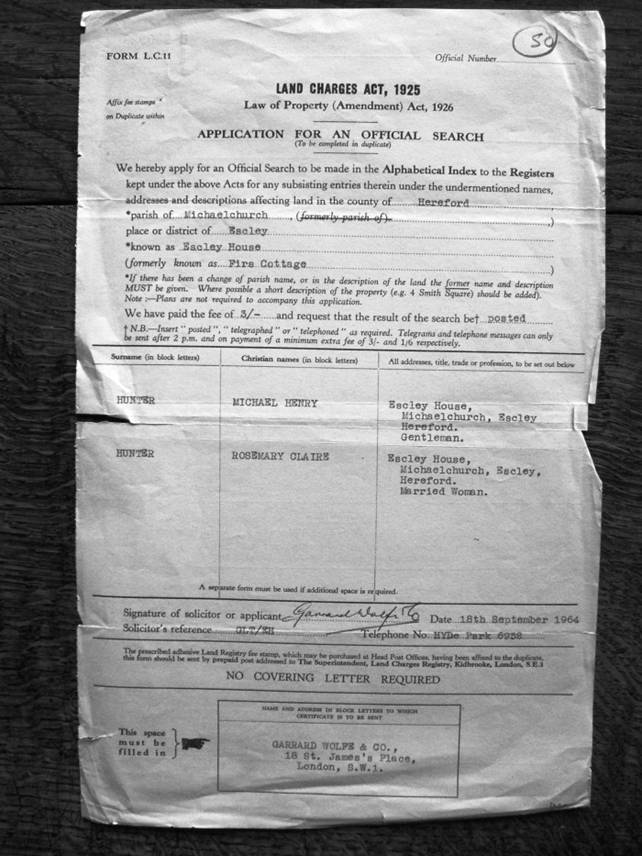 50
FORM L.C.11
Official Number
LAND CHARGES ACT, 1925
Affix fee stamps
on Duplicate within
Law of Property (Amendment) Act, 1926
APPLICATION FOR AN OFFICIAL SEARCH
(To be completed in duplicate)
We hereby apply for an Official Search to be made in the Alphabetical Index to the Registers
kept under the above Acts for any subsisting entries therein under the undermentioned names,
addresses and descriptions affecting land in the county of Hereford
*parish of Michaelchurch, (formerly parish of)
place or district of Escley
*known as Escley House
(formerly known as Firs Cottage)
*If there has been a change of parish name, or in the description of the land the former name and description
MUST be given. Where possible a short description of the property (e.g. 4 Smith Square) should be added).
Note :—Plans are not required to accompany this application.
We have paid the fee of 3/- and request that the result of the search be† posted
† N.B.—Insert "posted", "telegraphed" or "telephoned" as required. Telegrams and telephone messages can only
be sent after 2 p.m. and on payment of a minimum extra fee of 3/- and 1/6 respectively.
Surname (in block letters) Christian names (in block letters) All addresses, title, trade or profession, to be set out below
HUNTER MICHAEL HENRY Escley House,
Michaelchurch, Escley
Hereford.
Gentleman.
HUNTER ROSEMARY CLAIRE Escley House,
Michaelchurch, Escley,
Hereford.
Married Woman.
A separate form must be used if additional space is required.
Signature of solicitor or applicant Garrard Wolfe & Co Date 18th September 1964
Solicitor's reference GLT/EH Telephone No. HYDe Park 6938
The prescribed adhesive Land Registry fee stamp, which may be purchased at Head Post Offices, having been affixed to the duplicate,
this form should be sent by prepaid post addressed to The Superintendent, Land Charges Registry, Kidbrooke, London, S.E.3
NO COVERING LETTER REQUIRED
NAME AND ADDRESS IN BLOCK LETTERS TO WHICH
CERTIFICATE IS TO BE SENT
This space
must be
filled in
GARRARD WOLFE & CO.,
18 St. James's Place,
London, S.W.1.